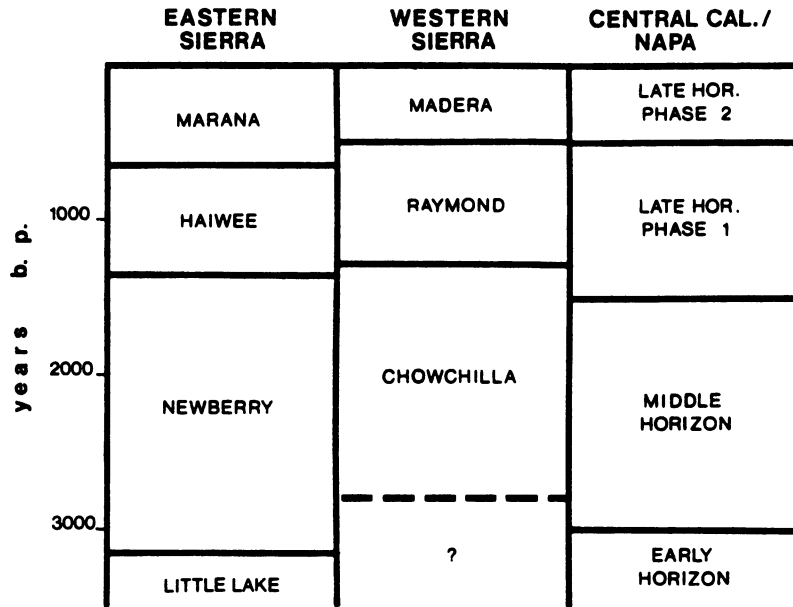 EASTERN
SIERRA
WESTERN
SIERRA
CENTRAL CAL./
NAPA
years b. p.
1000
2000
3000
MARANA
HAIWEE
NEWBERRY
LITTLE LAKE
MADERA
RAYMOND
CHOWCHILLA
?
LATE HOR.
PHASE 2
LATE HOR.
PHASE 1
MIDDLE
HORIZON
EARLY
HORIZON